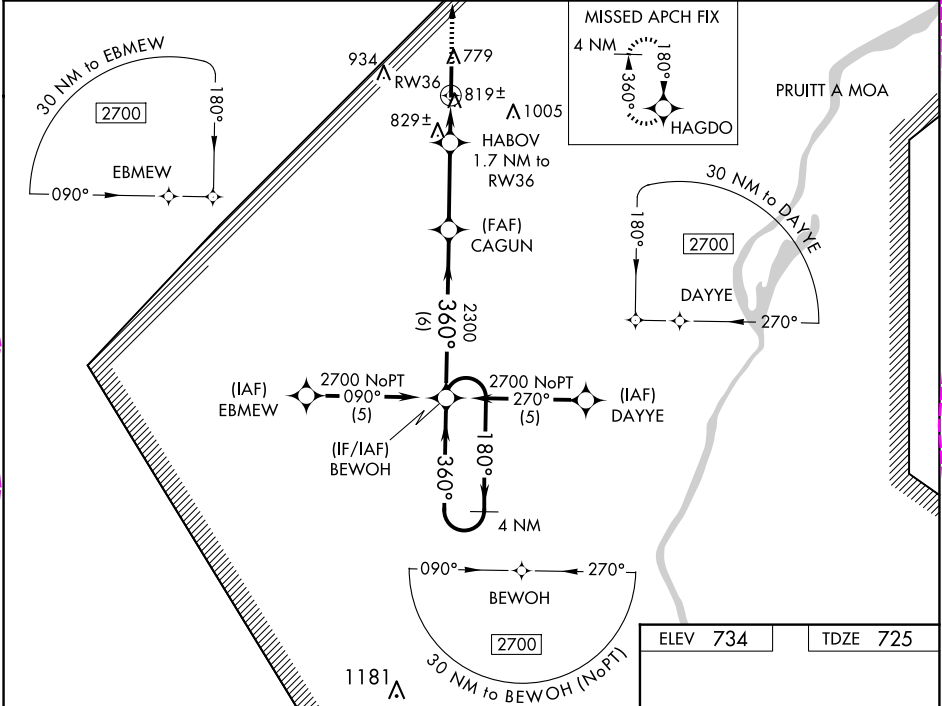 30 NM to EBMEW
2700
180°
EBMEW
090°
934
RW36
779
819±
829±
1005
HABOV
1.7 NM to
RW36
MISSED APCH FIX
4 NM
180°
360°
HAGDO
PRUITT A MOA
30 NM to DAYYE
180°
2700
DAYYE
270°
(FAF)
CAGUN
2300
360°
(6)
(IAF)
EBMEW
2700 NoPT
090°
(5)
2700 NoPT
270°
(5)
(IAF)
DAYYE
(IF/IAF)
BEWOH
360°
180°
4 NM
090°
270°
BEWOH
2700
30 NM to BEWOH (NoPT)
1181
ELEV 734
TDZE 725